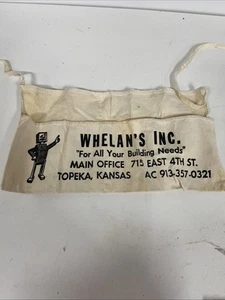 WHELAN'S INC.
"For All Your Building Needs"
MAIN OFFICE 715 EAST 4TH ST.
TOPEKA, KANSAS AC 913-357-0321